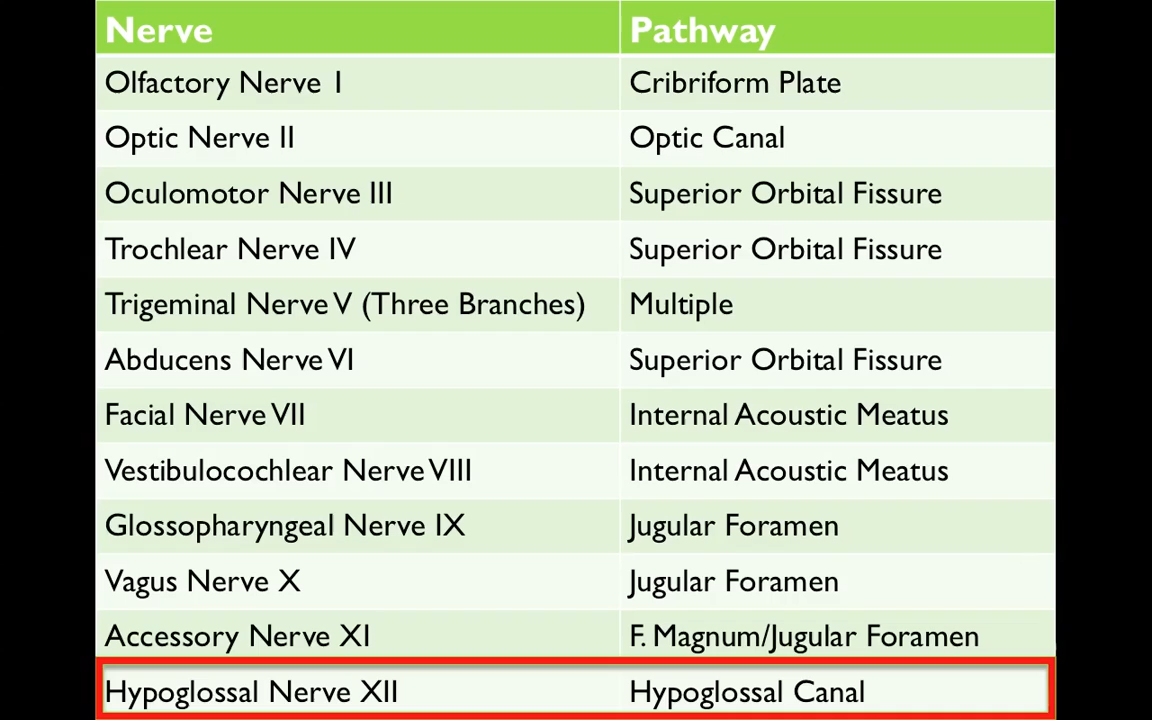 Nerve Pathway
Olfactory Nerve I Cribriform Plate
Optic Nerve II Optic Canal
Oculomotor Nerve III Superior Orbital Fissure
Trochlear Nerve IV Superior Orbital Fissure
Trigeminal Nerve V (Three Branches) Multiple
Abducens Nerve VI Superior Orbital Fissure
Facial Nerve VII Internal Acoustic Meatus
Vestibulocochlear Nerve VIII Internal Acoustic Meatus
Glossopharyngeal Nerve IX Jugular Foramen
Vagus Nerve X Jugular Foramen
Accessory Nerve XI F. Magnum/Jugular Foramen
Hypoglossal Nerve XII Hypoglossal Canal